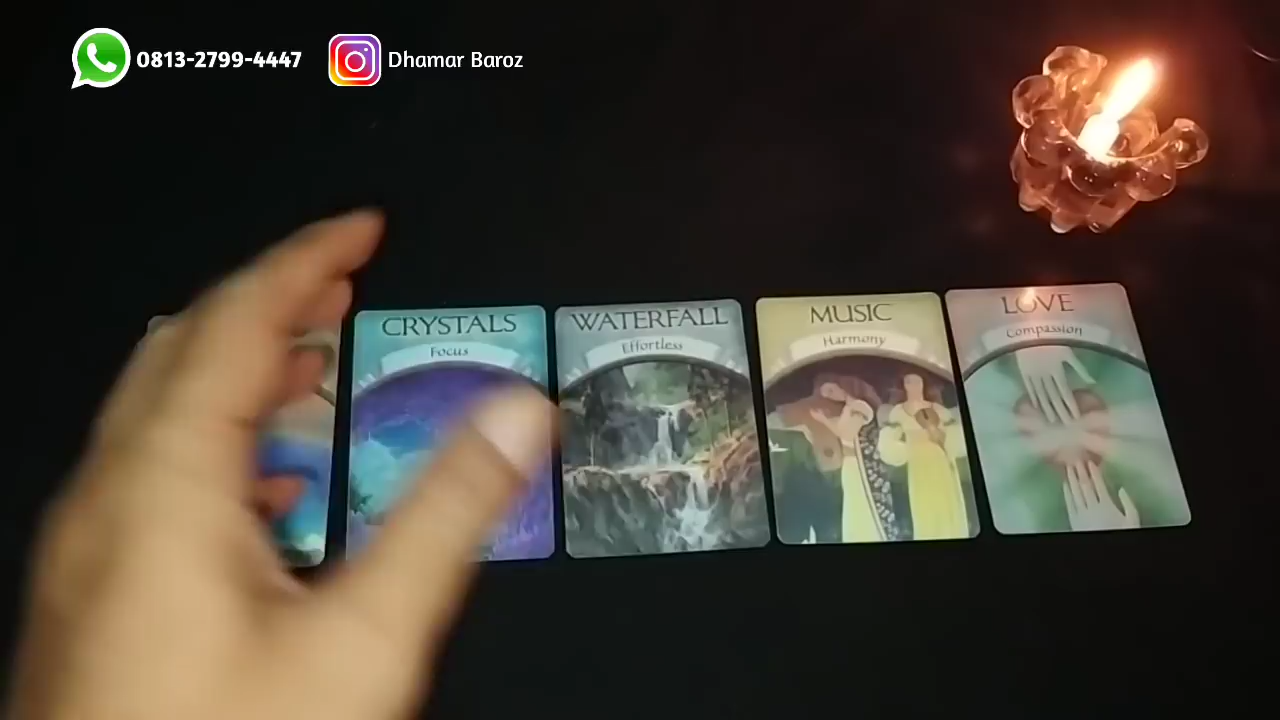 0813-2799-4447
Dhamar Baroz
CRYSTALS
Focus
WATERFALL
Effortless
MUSIC
Harmony
LOVE
Compassion